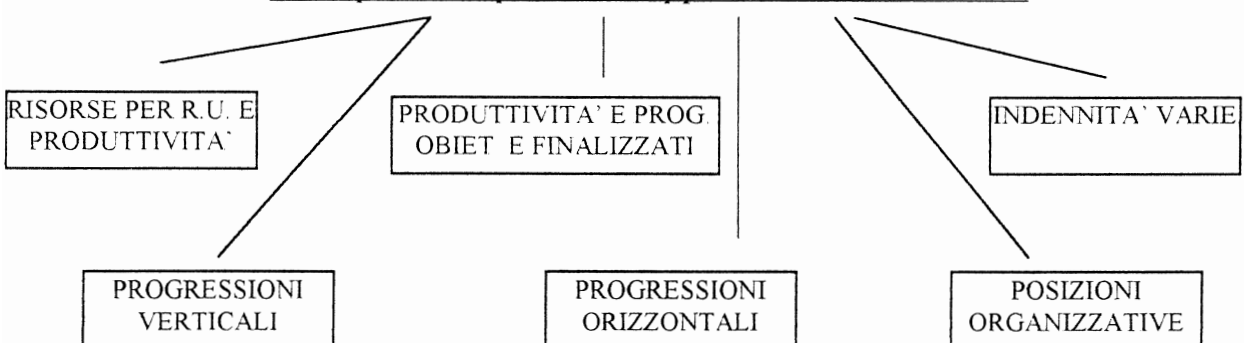 RISORSE PER R.U. E
PRODUTTIVITA'
PRODUTTIVITA' E PROG.
OBIET E FINALIZZATI
INDENNITA' VARIE
PROGRESSIONI
VERTICALI
PROGRESSIONI
ORIZZONTALI
POSIZIONI
ORGANIZZATIVE